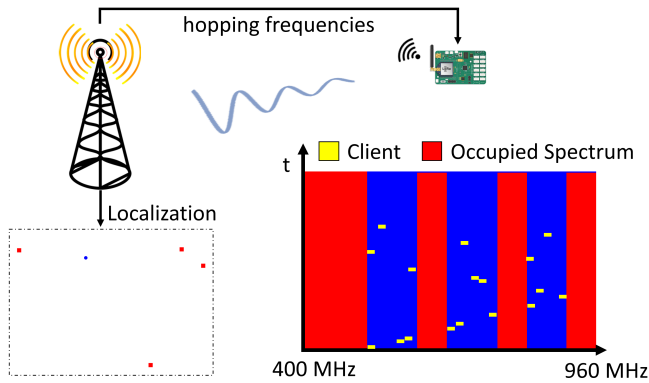 hopping frequencies
t
Client
Occupied Spectrum
Localization
400 MHz
960 MHz